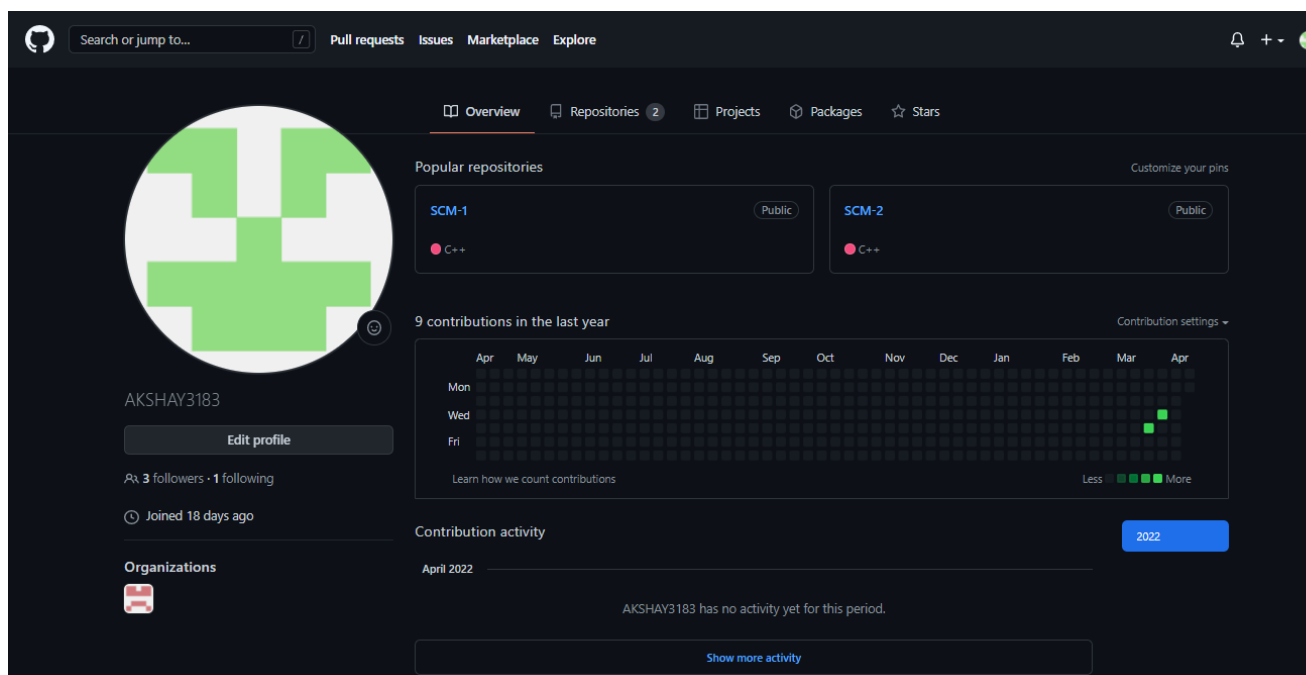 Search or jump to... / Pull requests Issues Marketplace Explore
Overview Repositories 2 Projects Packages Stars
Popular repositories Customize your pins
SCM-1 Public SCM-2 Public
C++ C++
9 contributions in the last year Contribution settings
Apr May Jun Jul Aug Sep Oct Nov Dec Jan Feb Mar Apr
Mon
Wed
Fri
Learn how we count contributions Less More
AKSHAY3183
Edit profile
3 followers · 1 following
Joined 18 days ago
Organizations
Contribution activity 2022
April 2022
AKSHAY3183 has no activity yet for this period.
Show more activity